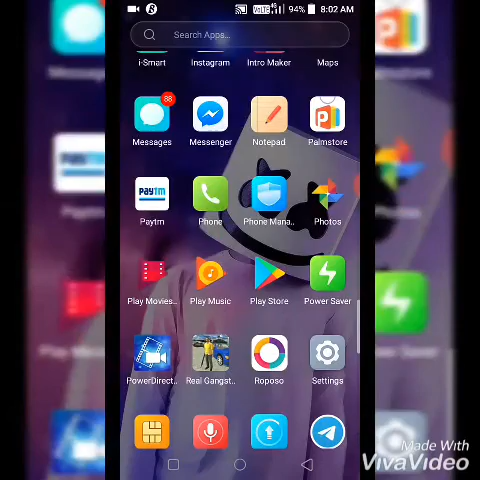 VoLTE 4G 94% 8:02 AM
Search Apps...
i-Smart Instagram Intro Maker Maps
88
Messages Messenger Notepad Palmstore
Paytm
Paytm Phone Phone Mana.. Photos
Play Movies.. Play Music Play Store Power Saver
PowerDirect.. Real Gangst.. Roposo Settings
Made With
VivaVideo